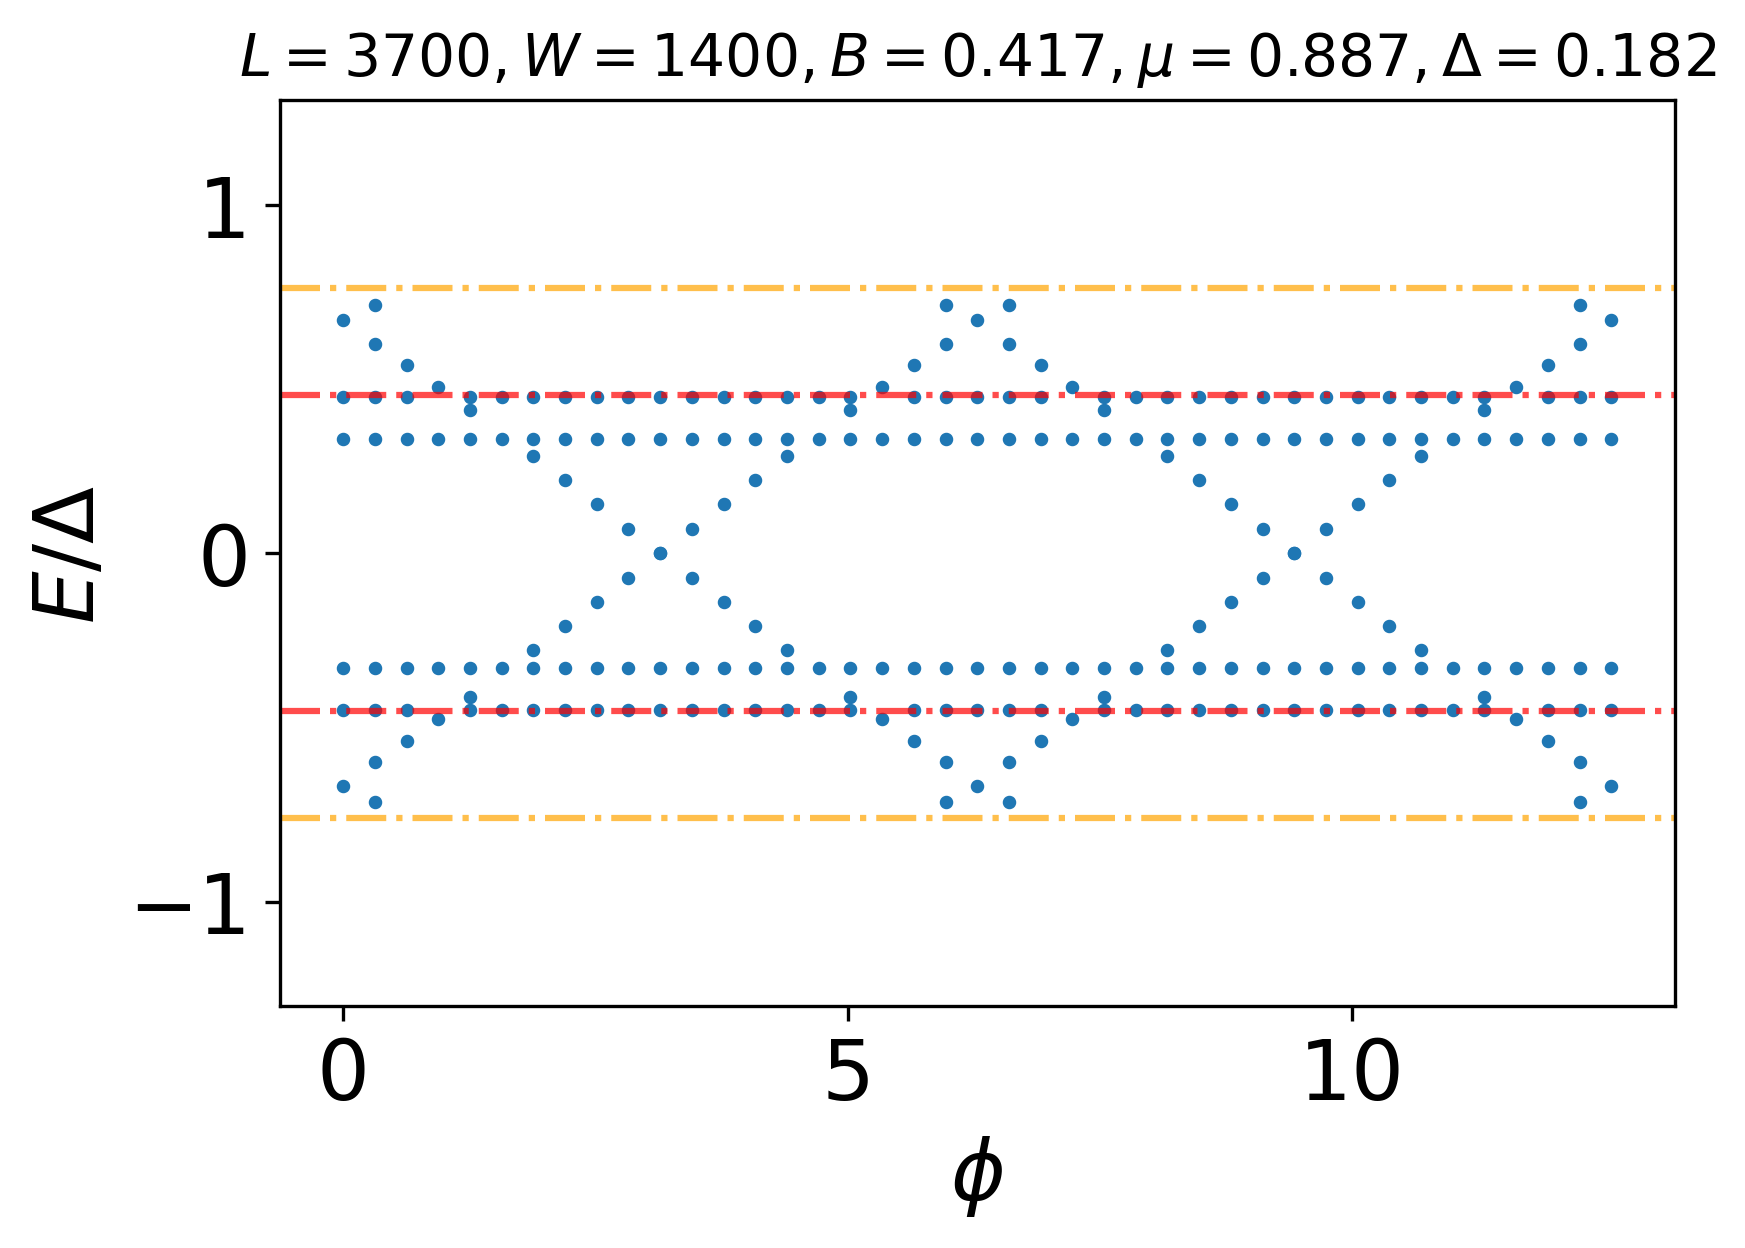 L = 3700, W = 1400, B = 0.417, μ = 0.887, Δ = 0.182
1
0
−1
E/Δ
0 5 10
ϕ